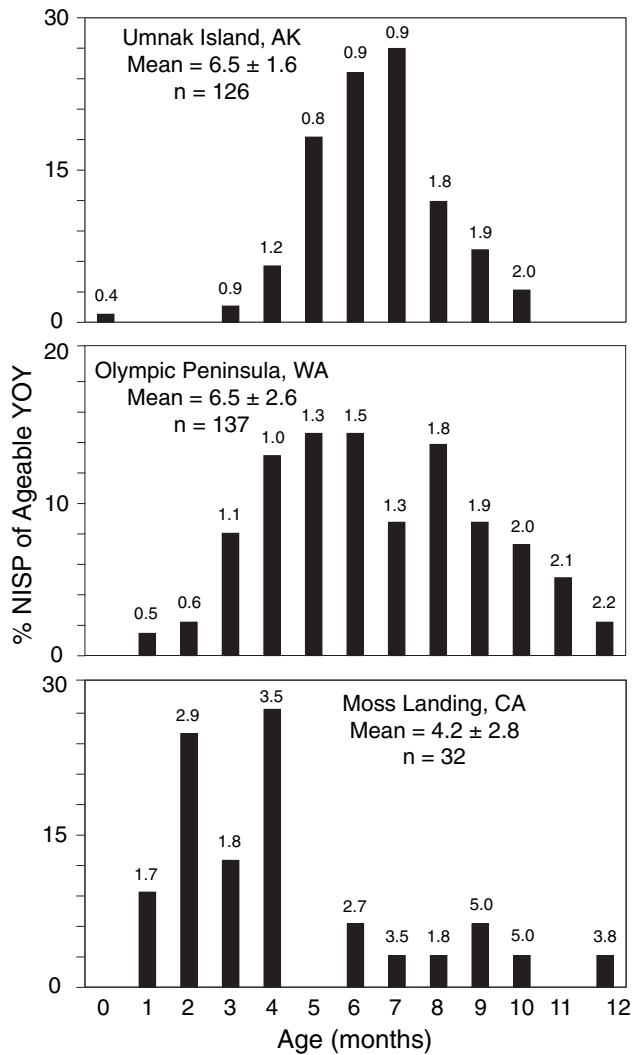 30
Umnak Island, AK
Mean = 6.5 ± 1.6
n = 126
0.4 0.9 1.2 0.8 0.9 0.9 1.8 1.9 2.0
15
0
20
Olympic Peninsula, WA
Mean = 6.5 ± 2.6
n = 137
0.5 0.6 1.1 1.0 1.3 1.5 1.3 1.8 1.9 2.0 2.1 2.2
10
0
% NISP of Ageable YOY
30
Moss Landing, CA
Mean = 4.2 ± 2.8
n = 32
1.7 2.9 1.8 3.5 2.7 3.5 1.8 5.0 5.0 3.8
15
0
0 1 2 3 4 5 6 7 8 9 10 11 12
Age (months)